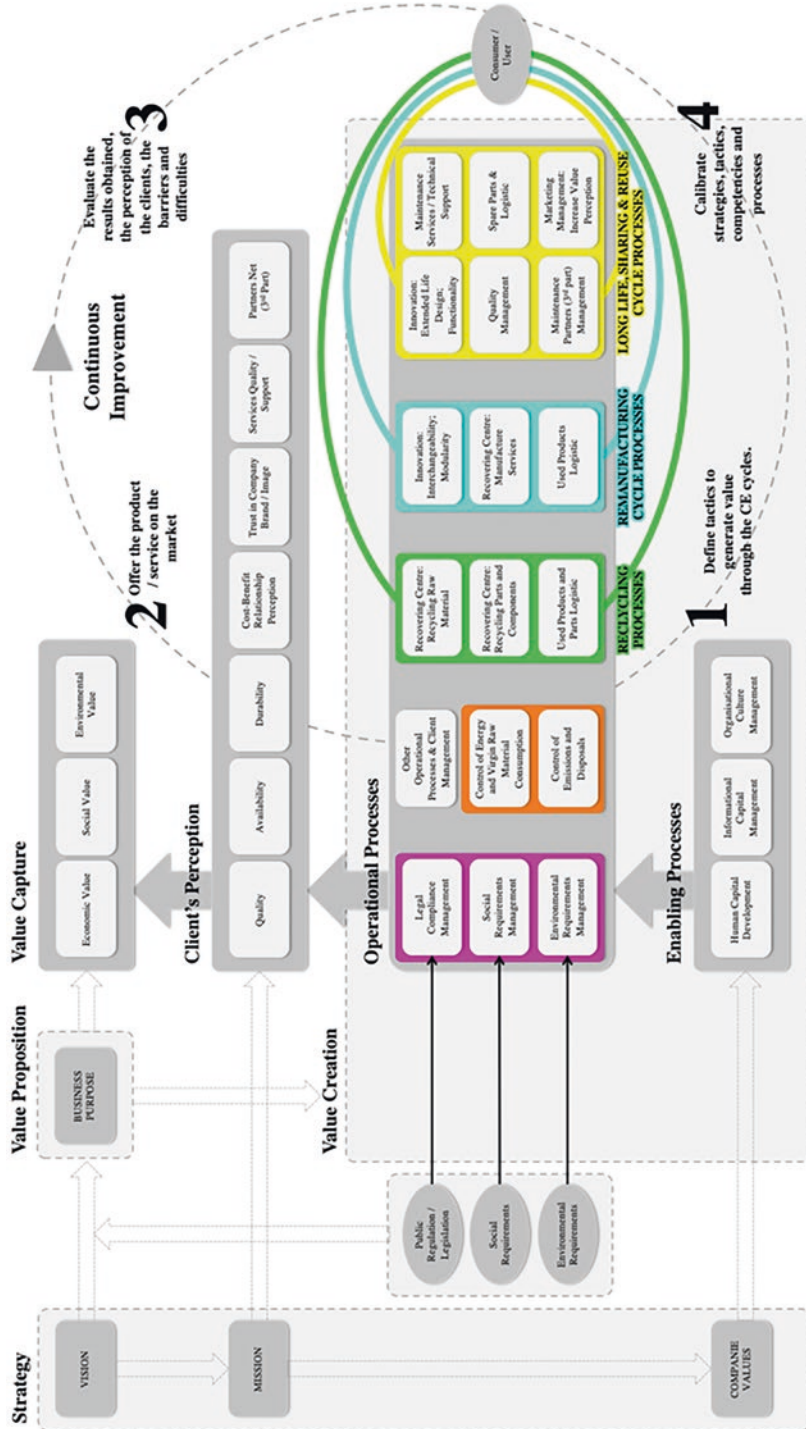 Strategy
VISION
MISSION
COMPANIE
VALUES
Public
Regulation /
Legislation
Social
Requirements
Environmental
Requirements
Value Proposition
BUSINESS
PURPOSE
Value Capture
Economic Value
Social Value
Environmental
Value
Client's Perception
Quality
Availability
Durability
Cost-Benefit
Relationship
Perception
Trust in Company
Brand / Image
Services Quality /
Support
Partners Net
(3rd Part)
Value Creation
Operational Processes
Legal
Compliance
Management
Social
Requirements
Management
Environmental
Requirements
Management
Other
Operational
Processes & Client
Management
Control of Energy
and Virgin Raw
Material
Consumption
Control of
Emissions and
Disposals
Recovering Centre:
Recycling Raw
Material
Recovering Centre:
Recycling Parts and
Components
Used Products and
Parts Logistic
RECLYCLING
PROCESSES
Innovation:
Interchangeability;
Modularity
Recovering Centre:
Manufacture
Services
Used Products
Logistic
REMANUFACTURING
CYCLE PROCESSES
Innovation:
Extended Life
Design;
Functionality
Maintenance
Services / Technical
Support
Quality
Management
Spare Parts &
Logistic
Maintenance
Partners (3rd part)
Management
Marketing
Management:
Increase Value
Perception
LONG LIFE, SHARING & REUSE
CYCLE PROCESSES
Consumer /
User
Enabling Processes
Human Capital
Development
Informational
Capital
Management
Organisational
Culture
Management
1
Define tactics to
generate value
through the CE cycles.
2
Offer the product
/ service on the
market
Continuous
Improvement
3
Evaluate the
results obtained,
the perception of
the clients, the
barriers and
difficulties
4
Calibrate
strategies, tactics,
competencies and
processes